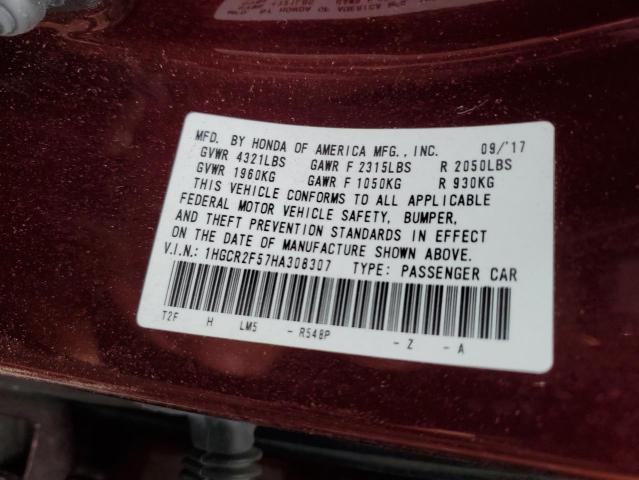 MFD. BY HONDA OF AMERICA MFG., INC. 09/'17
GVWR 4321LBS GAWR F 2315LBS R 2050LBS
GVWR 1960KG GAWR F 1050KG R 930KG
THIS VEHICLE CONFORMS TO ALL APPLICABLE
FEDERAL MOTOR VEHICLE SAFETY, BUMPER,
AND THEFT PREVENTION STANDARDS IN EFFECT
ON THE DATE OF MANUFACTURE SHOWN ABOVE.
V.I.N.: 1HGCR2F57HA308307 TYPE: PASSENGER CAR
T2F H LM5 - R548P - Z - A